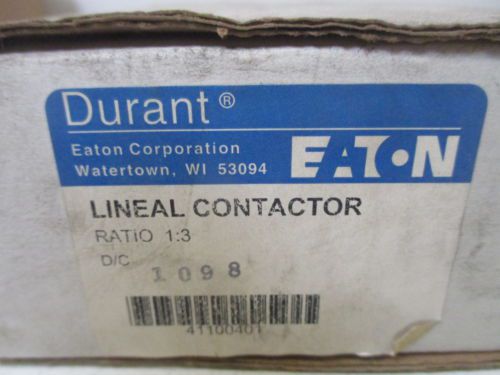 Durant®
Eaton Corporation
Watertown, WI 53094
EATON
LINEAL CONTACTOR
RATIO 1:3
D/C 1098
41100401